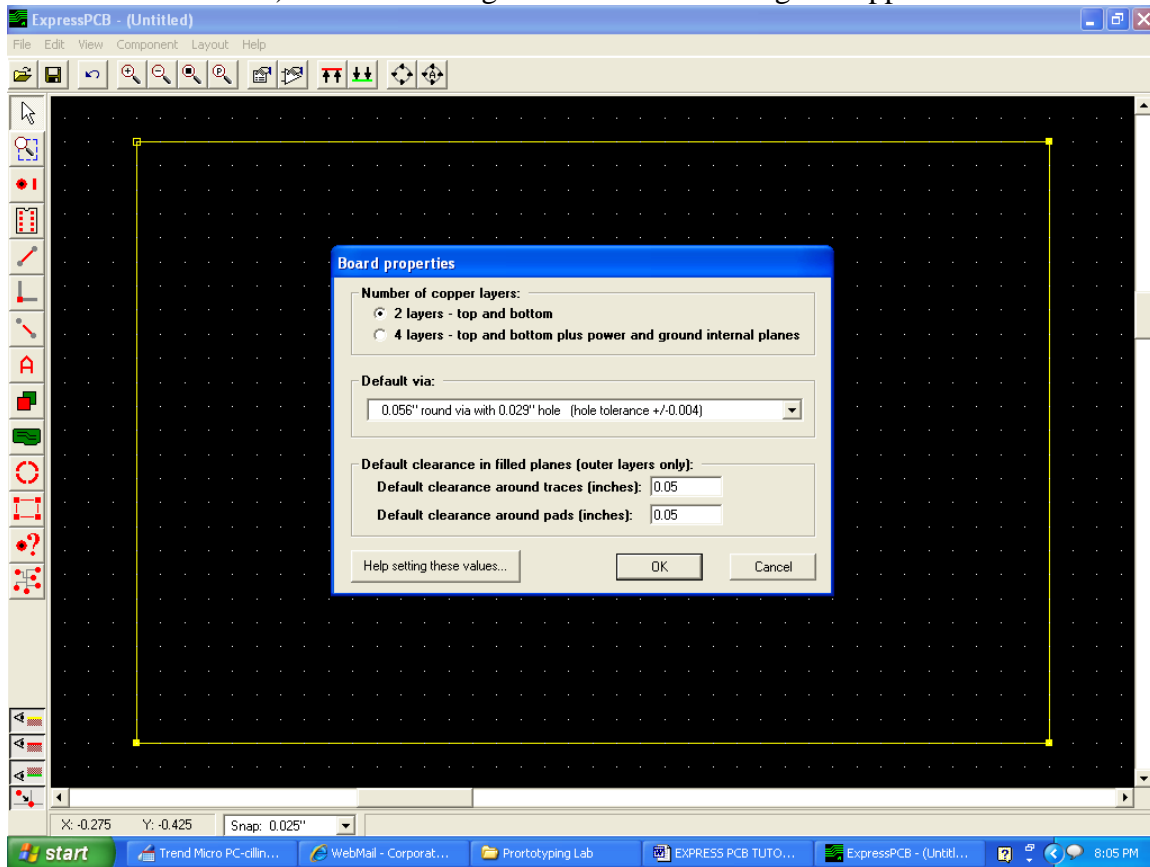 ExpressPCB - (Untitled)
File Edit View Component Layout Help
Board properties
Number of copper layers:
2 layers - top and bottom
4 layers - top and bottom plus power and ground internal planes
Default via:
0.056" round via with 0.029" hole (hole tolerance +/-0.004)
Default clearance in filled planes (outer layers only):
Default clearance around traces (inches): 0.05
Default clearance around pads (inches): 0.05
Help setting these values... OK Cancel
X: -0.275 Y: -0.425 Snap: 0.025"
start Trend Micro PC-cillin... WebMail - Corporat... Prortotyping Lab EXPRESS PCB TUTO... ExpressPCB - (Untitl... 8:05 PM